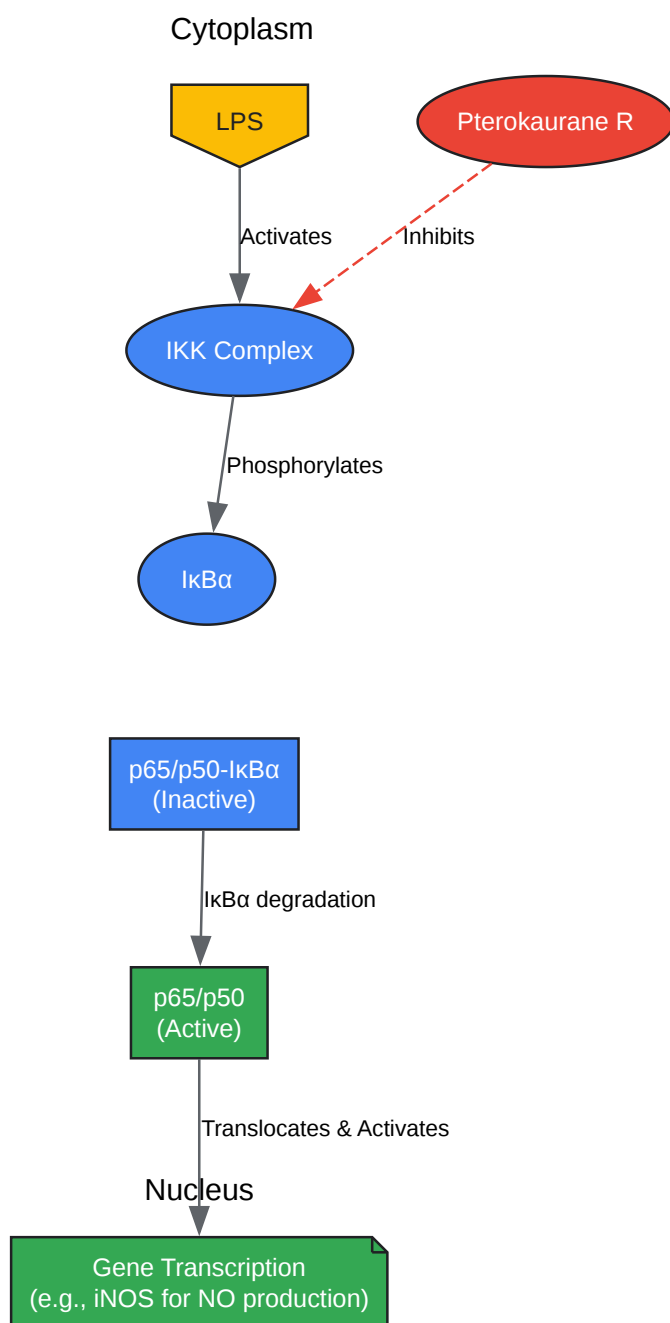 Cytoplasm
LPS
Pterokaurane R
Activates
Inhibits
IKK Complex
Phosphorylates
IκBα
p65/p50-IκBα
(Inactive)
IκBα degradation
p65/p50
(Active)
Translocates & Activates
Nucleus
Gene Transcription
(e.g., iNOS for NO production)